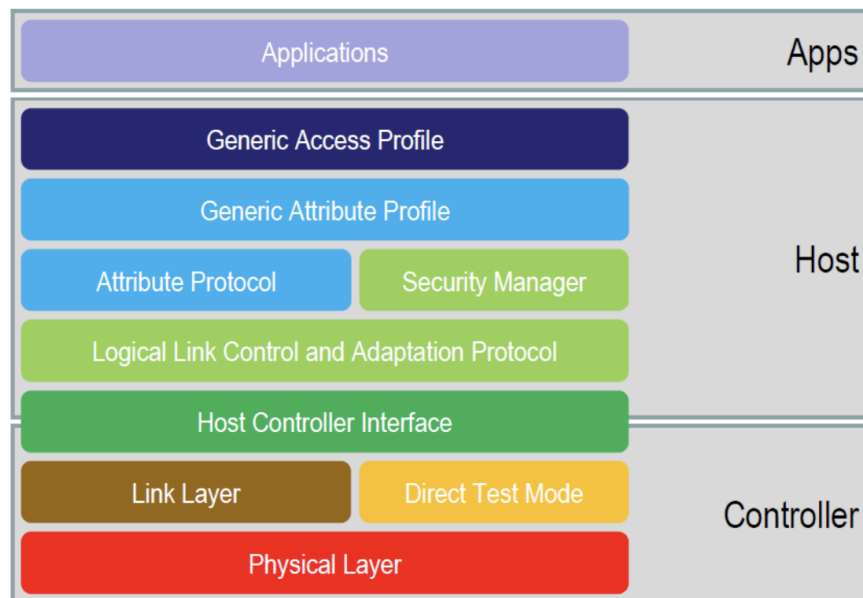 Applications
Apps
Generic Access Profile
Generic Attribute Profile
Host
Attribute Protocol
Security Manager
Logical Link Control and Adaptation Protocol
Host Controller Interface
Link Layer
Direct Test Mode
Controller
Physical Layer